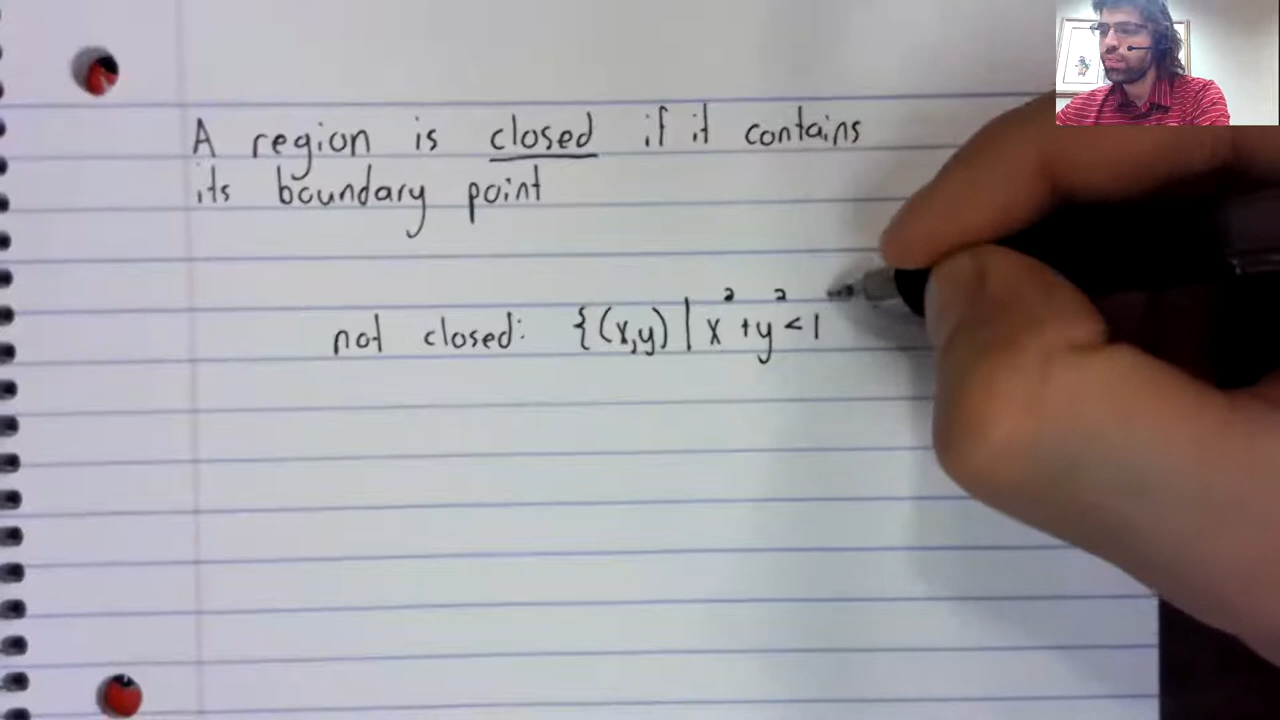 A region is closed if it contains
its boundary point
not closed: {(x,y) | x²+y²<1